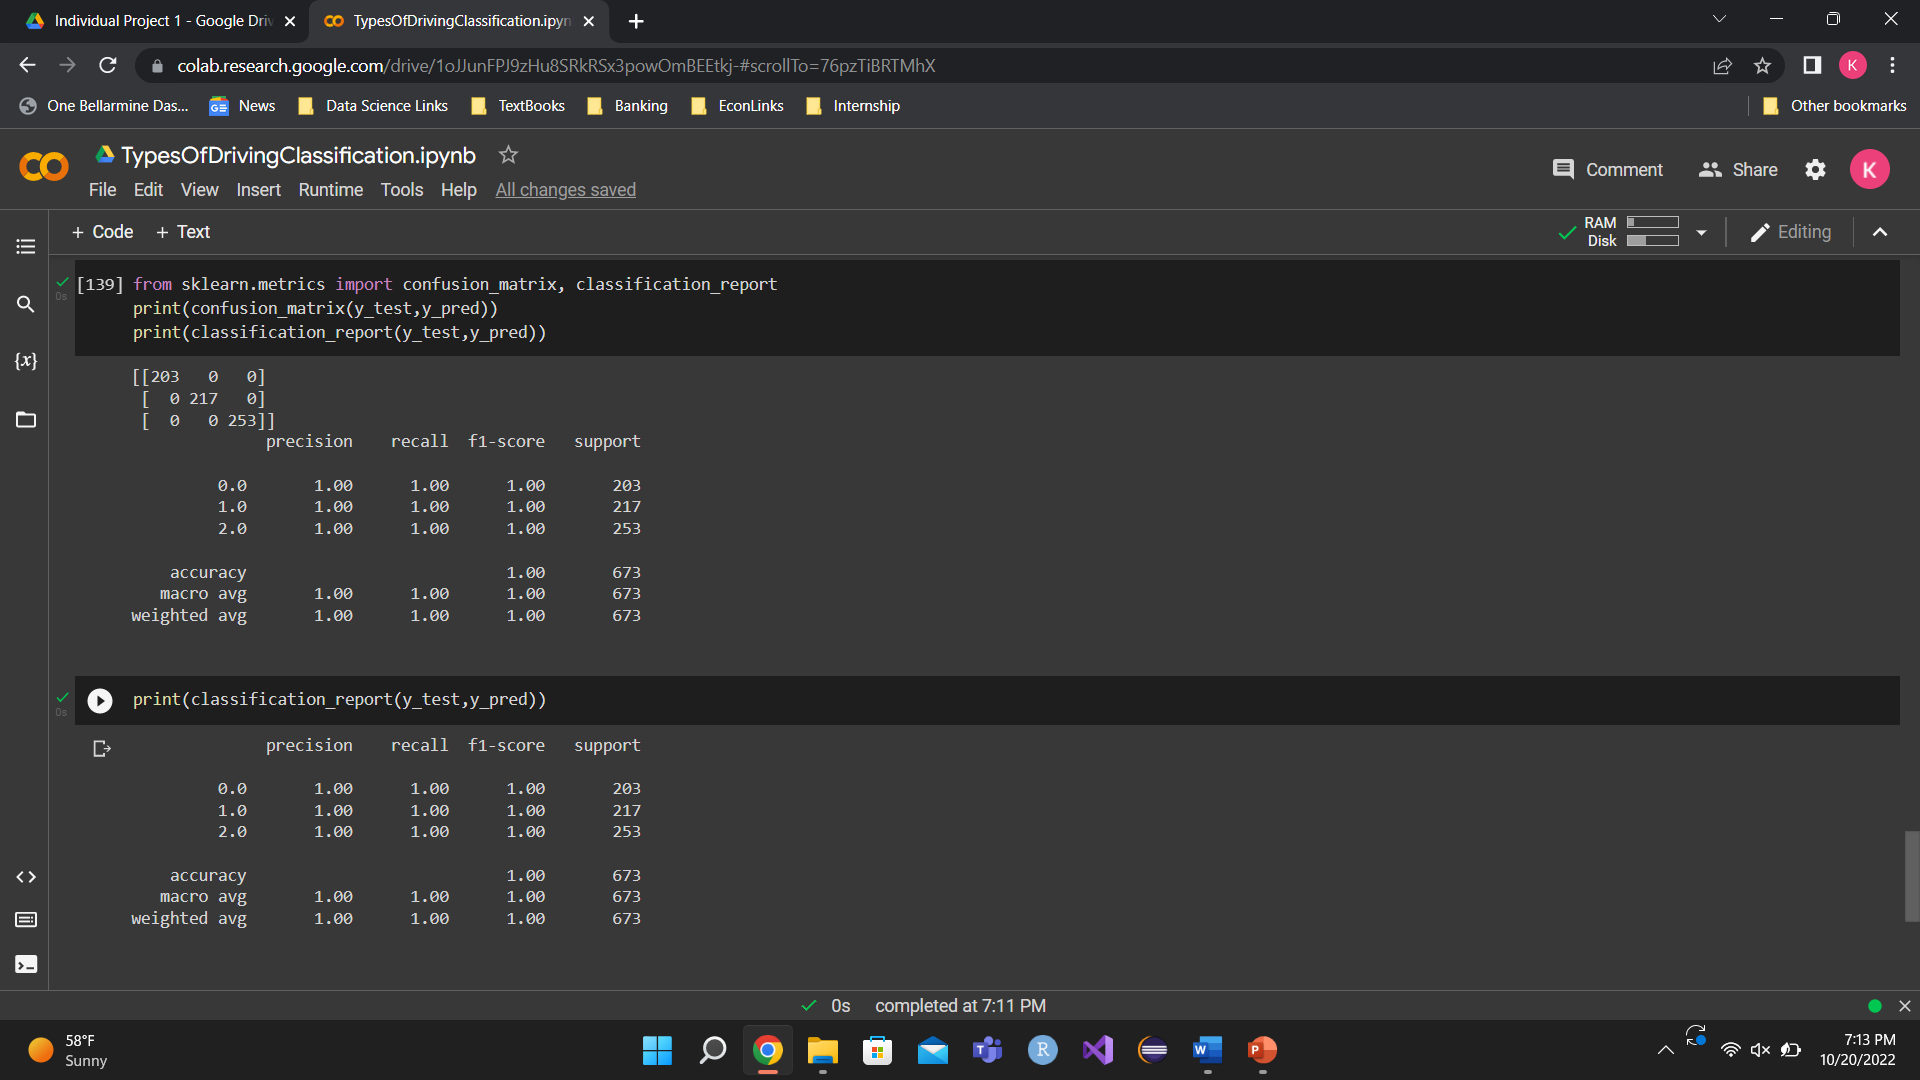 Individual Project 1 - Google Driv
TypesOfDrivingClassification.ipyn
colab.research.google.com/drive/1oJJunFPJ9zHu8SRkRSx3powOmBEEtkj-#scrollTo=76pzTiBRTMhX
K
One Bellarmine Das...
News
Data Science Links
TextBooks
Banking
EconLinks
Internship
Other bookmarks
TypesOfDrivingClassification.ipynb
File Edit View Insert Runtime Tools Help All changes saved
Comment
Share
K
+ Code + Text
RAM
Disk
Editing
[139] from sklearn.metrics import confusion_matrix, classification_report
print(confusion_matrix(y_test,y_pred))
print(classification_report(y_test,y_pred))
0s
{x}
[[203 0 0]
[ 0 217 0]
[ 0 0 253]]
precision recall f1-score support
0.0 1.00 1.00 1.00 203
1.0 1.00 1.00 1.00 217
2.0 1.00 1.00 1.00 253
accuracy 1.00 673
macro avg 1.00 1.00 1.00 673
weighted avg 1.00 1.00 1.00 673
print(classification_report(y_test,y_pred))
0s
precision recall f1-score support
0.0 1.00 1.00 1.00 203
1.0 1.00 1.00 1.00 217
2.0 1.00 1.00 1.00 253
accuracy 1.00 673
macro avg 1.00 1.00 1.00 673
weighted avg 1.00 1.00 1.00 673
0s completed at 7:11 PM
58°F
Sunny
7:13 PM
10/20/2022